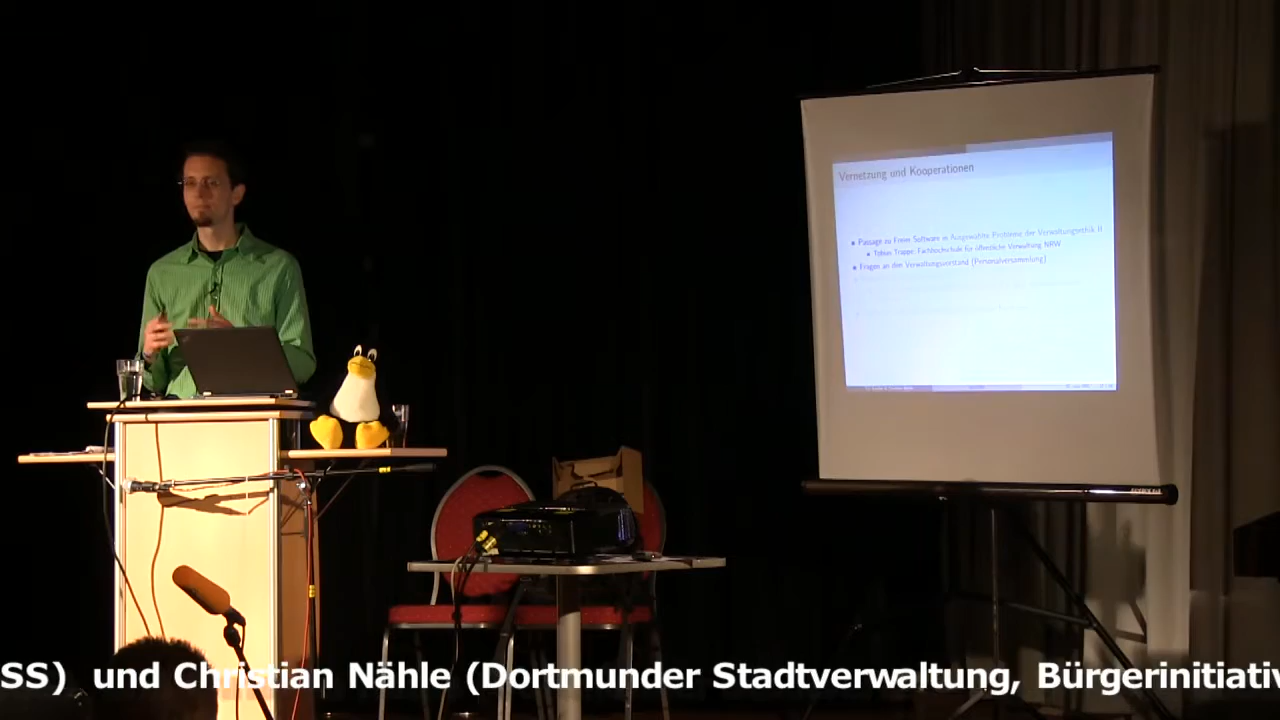 Vernetzung und Kooperationen
Passage zu Freier Software in Ausgewählte Probleme der Verwaltungsethik II
Tobias Trappe, Fachhochschule für öffentliche Verwaltung NRW
Fragen an den Verwaltungsvorstand (Personalversammlung)
SS) und Christian Nähle (Dortmunder Stadtverwaltung, Bürgerinitiativ